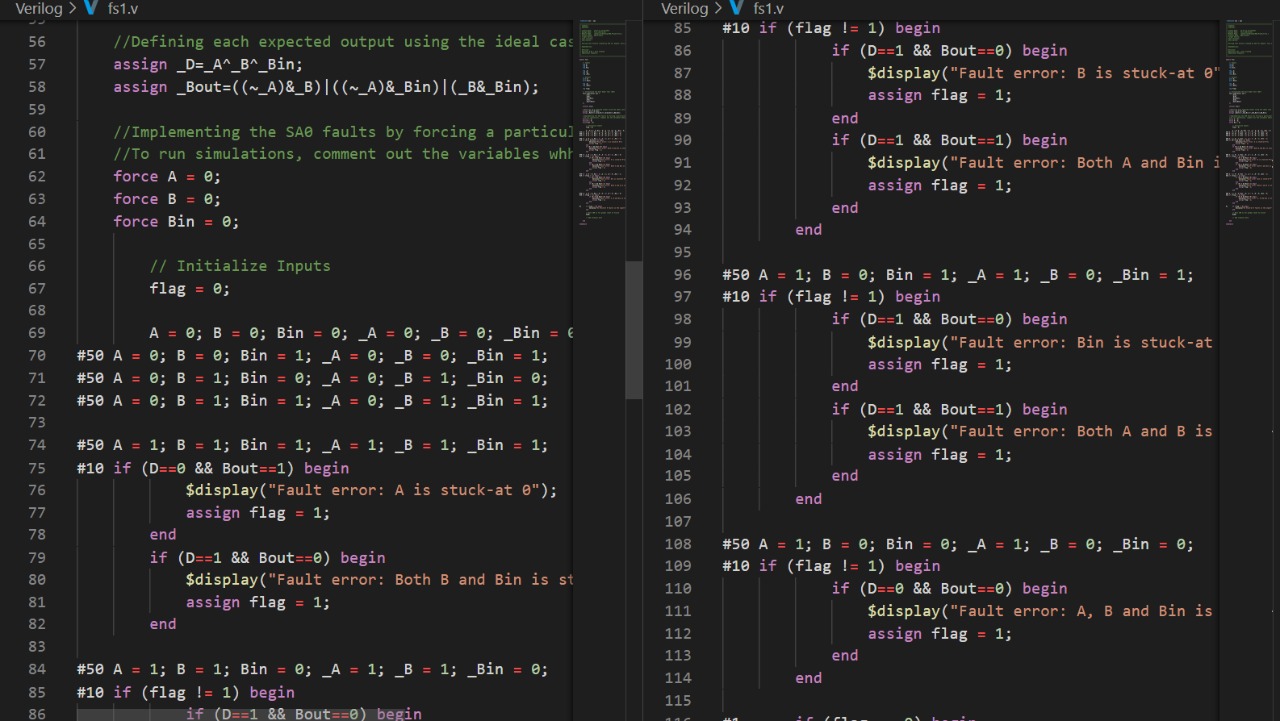 Verilog > fs1.v
56 //Defining each expected output using the ideal cas
57 assign _D=_A^_B^_Bin;
58 assign _Bout=((~_A)&_B)|((~_A)&_Bin)|(_B&_Bin);
59
60 //Implementing the SA0 faults by forcing a particul
61 //To run simulations, comment out the variables whh
62 force A = 0;
63 force B = 0;
64 force Bin = 0;
65
66 // Initialize Inputs
67 flag = 0;
68
69 A = 0; B = 0; Bin = 0; _A = 0; _B = 0; _Bin = 0
70 #50 A = 0; B = 0; Bin = 1; _A = 0; _B = 0; _Bin = 1;
71 #50 A = 0; B = 1; Bin = 0; _A = 0; _B = 1; _Bin = 0;
72 #50 A = 0; B = 1; Bin = 1; _A = 0; _B = 1; _Bin = 1;
73
74 #50 A = 1; B = 1; Bin = 1; _A = 1; _B = 1; _Bin = 1;
75 #10 if (D==0 && Bout==1) begin
76 $display("Fault error: A is stuck-at 0");
77 assign flag = 1;
78 end
79 if (D==1 && Bout==0) begin
80 $display("Fault error: Both B and Bin is st
81 assign flag = 1;
82 end
83
84 #50 A = 1; B = 1; Bin = 0; _A = 1; _B = 1; _Bin = 0;
85 #10 if (flag != 1) begin
86 if (D==1 && Bout==0) begin
Verilog > fs1.v
85 #10 if (flag != 1) begin
86 if (D==1 && Bout==0) begin
87 $display("Fault error: B is stuck-at 0"
88 assign flag = 1;
89 end
90 if (D==1 && Bout==1) begin
91 $display("Fault error: Both A and Bin i
92 assign flag = 1;
93 end
94 end
95
96 #50 A = 1; B = 0; Bin = 1; _A = 1; _B = 0; _Bin = 1;
97 #10 if (flag != 1) begin
98 if (D==1 && Bout==0) begin
99 $display("Fault error: Bin is stuck-at
100 assign flag = 1;
101 end
102 if (D==1 && Bout==1) begin
103 $display("Fault error: Both A and B is
104 assign flag = 1;
105 end
106 end
107
108 #50 A = 1; B = 0; Bin = 0; _A = 1; _B = 0; _Bin = 0;
109 #10 if (flag != 1) begin
110 if (D==0 && Bout==0) begin
111 $display("Fault error: A, B and Bin is
112 assign flag = 1;
113 end
114 end
115